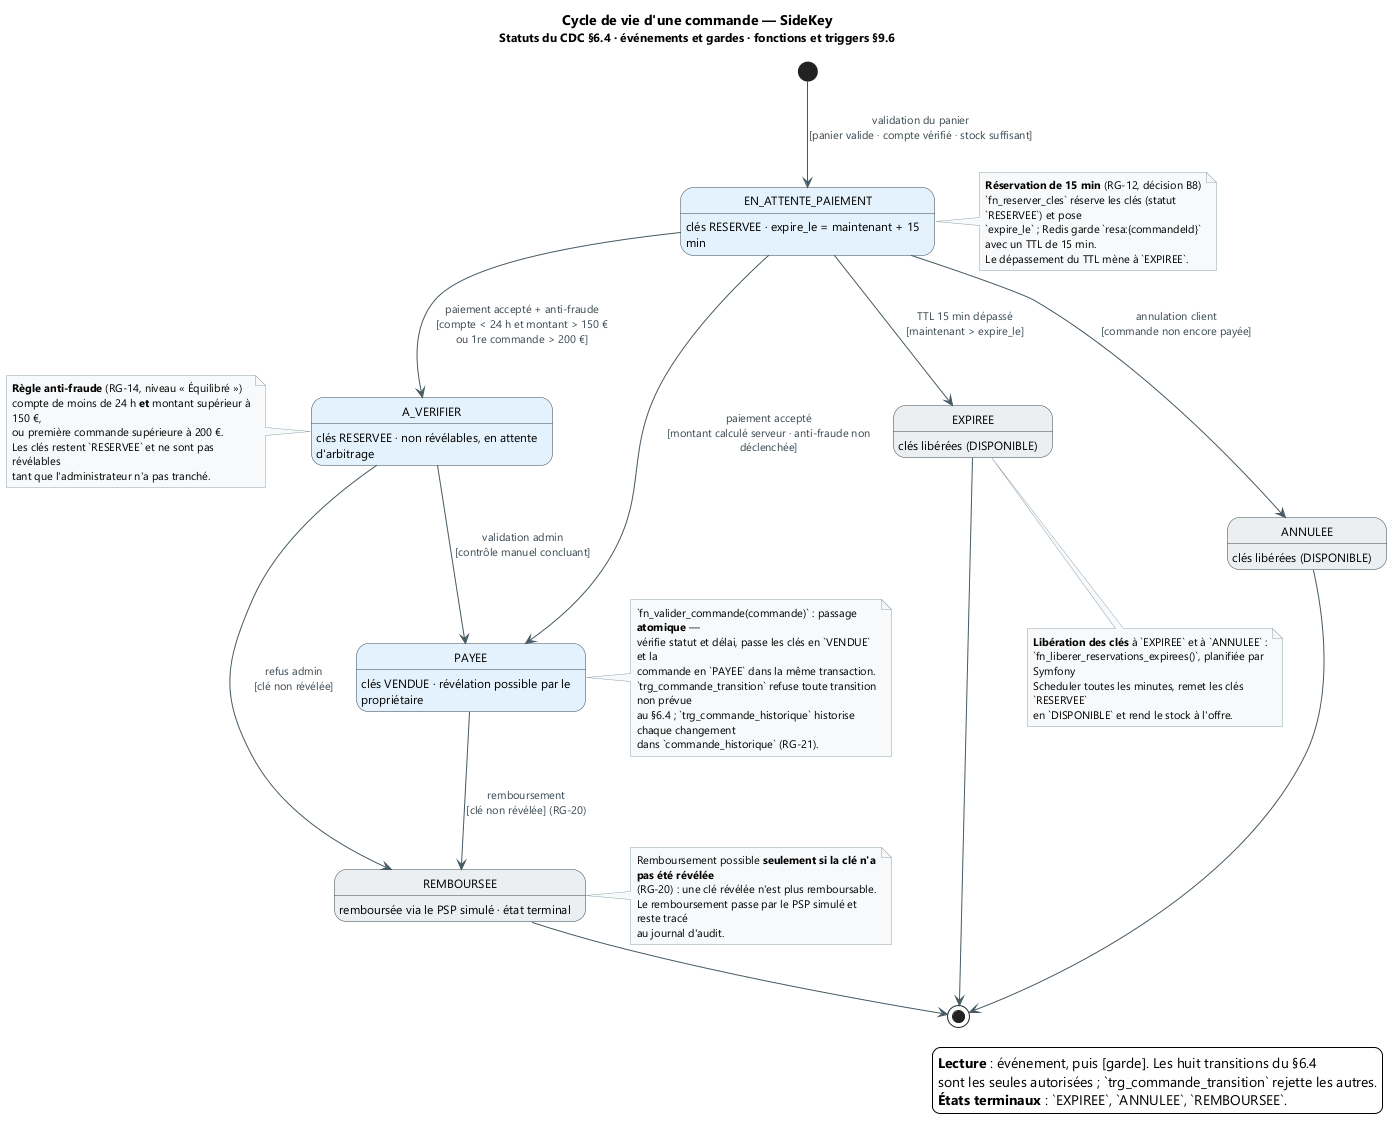 Cycle de vie d'une commande — SideKey
Statuts du CDC §6.4 · événements et gardes · fonctions et triggers §9.6
validation du panier
[panier valide · compte vérifié · stock suffisant]
EN_ATTENTE_PAIEMENT
clés RESERVEE · expire_le = maintenant + 15
min
Réservation de 15 min (RG-12, décision B8)
`fn_reserver_cles` réserve les clés (statut
`RESERVEE`) et pose
`expire_le` ; Redis garde `resa:{commandeId}`
avec un TTL de 15 min.
Le dépassement du TTL mène à `EXPIREE`.
paiement accepté + anti-fraude
[compte < 24 h et montant > 150 €
ou 1re commande > 200 €]
TTL 15 min dépassé
[maintenant > expire_le]
annulation client
[commande non encore payée]
Règle anti-fraude (RG-14, niveau « Équilibré »)
compte de moins de 24 h et montant supérieur à
150 €,
ou première commande supérieure à 200 €.
Les clés restent `RESERVEE` et ne sont pas
révélables
tant que l'administrateur n'a pas tranché.
A_VERIFIER
clés RESERVEE · non révélables, en attente
d'arbitrage
paiement accepté
[montant calculé serveur · anti-fraude non
déclenchée]
EXPIREE
clés libérées (DISPONIBLE)
ANNULEE
clés libérées (DISPONIBLE)
validation admin
[contrôle manuel concluant]
PAYEE
clés VENDUE · révélation possible par le
propriétaire
`fn_valider_commande(commande)` : passage
atomique —
vérifie statut et délai, passe les clés en `VENDUE`
et la
commande en `PAYEE` dans la même transaction.
`trg_commande_transition` refuse toute transition
non prévue
au §6.4 ; `trg_commande_historique` historise
chaque changement
dans `commande_historique` (RG-21).
Libération des clés à `EXPIREE` et à `ANNULEE` :
`fn_liberer_reservations_expirees()`, planifiée par
Symfony
Scheduler toutes les minutes, remet les clés
`RESERVEE`
en `DISPONIBLE` et rend le stock à l'offre.
refus admin
[clé non révélée]
remboursement
[clé non révélée] (RG-20)
REMBOURSEE
remboursée via le PSP simulé · état terminal
Remboursement possible seulement si la clé n'a
pas été révélée
(RG-20) : une clé révélée n'est plus remboursable.
Le remboursement passe par le PSP simulé et
reste tracé
au journal d'audit.
Lecture : événement, puis [garde]. Les huit transitions du §6.4
sont les seules autorisées ; `trg_commande_transition` rejette les autres.
États terminaux : `EXPIREE`, `ANNULEE`, `REMBOURSEE`.